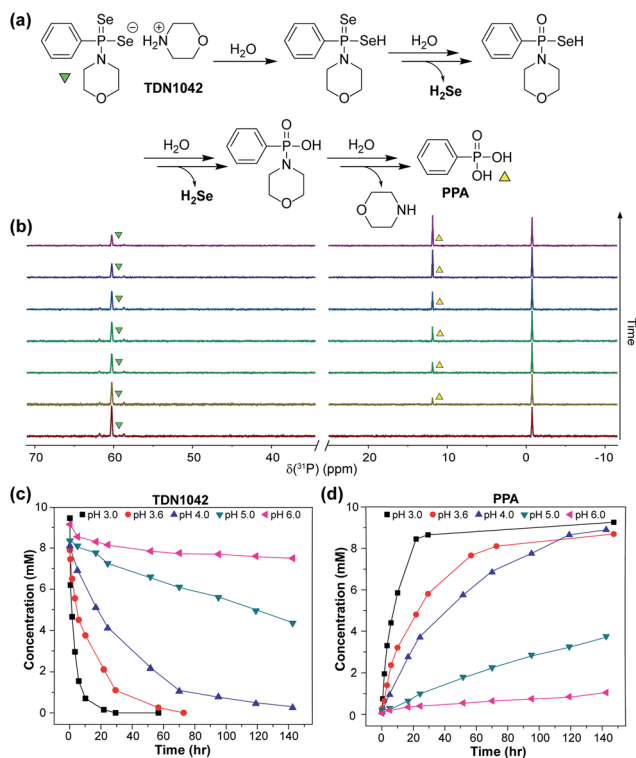 (a)
Se
P
Se
⊖
N
O
⊕
H2N
O
TDN1042
H2O
Se
P
SeH
N
O
H2O
H2Se
O
P
SeH
N
O
H2O
H2Se
O
P
OH
N
O
H2O
O
NH
O
P
OH
OH
PPA
(b)
Time
70 60 50 40 20 10 0 -10
δ(31P) (ppm)
(c) TDN1042
pH 3.0 pH 3.6 pH 4.0 pH 5.0 pH 6.0
Concentration (mM)
10
8
6
4
2
0
0 20 40 60 80 100 120 140
Time (hr)
(d) PPA
pH 3.0 pH 3.6 pH 4.0 pH 5.0 pH 6.0
Concentration (mM)
10
8
6
4
2
0
0 20 40 60 80 100 120 140
Time (hr)